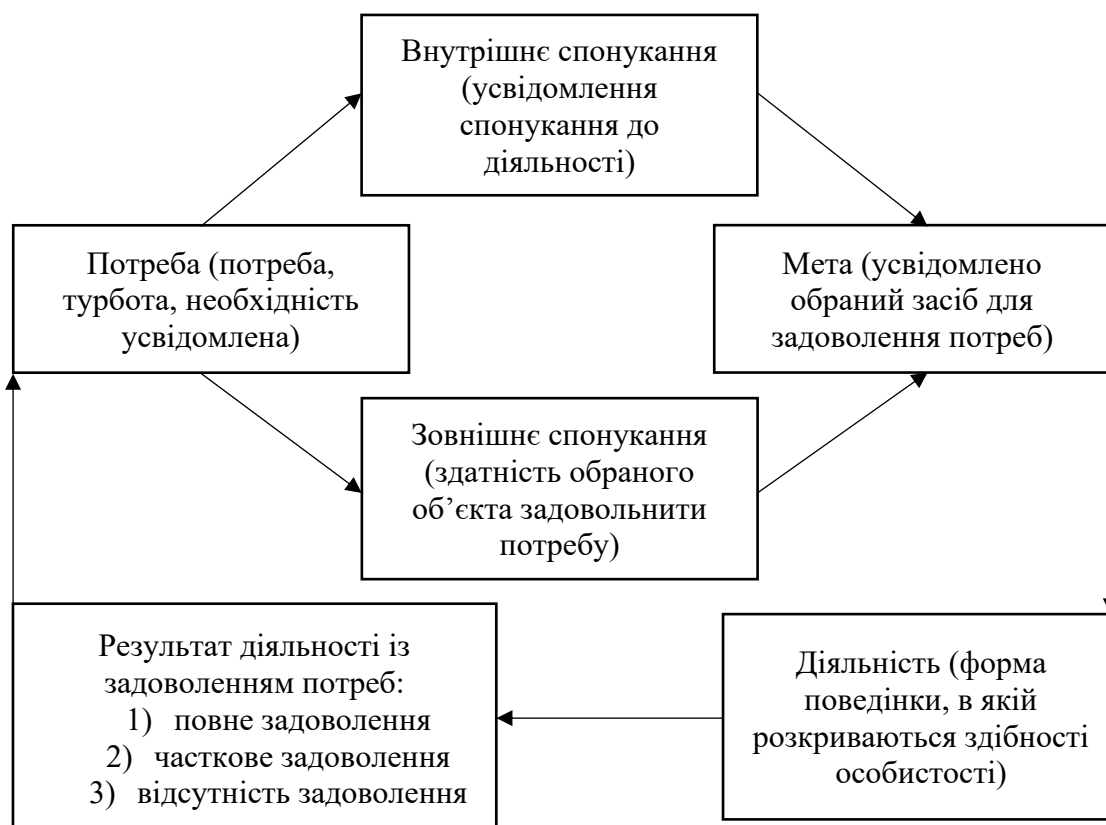 Внутрішнє спонукання
(усвідомлення
спонукання до
діяльності)
Потреба (потреба,
турбота, необхідність
усвідомлена)
Мета (усвідомлено
обраний засіб для
задоволення потреб)
Зовнішнє спонукання
(здатність обраного
об’єкта задовольнити
потребу)
Результат діяльності із
задоволенням потреб:
1) повне задоволення
2) часткове задоволення
3) відсутність задоволення
Діяльність (форма
поведінки, в якій
розкриваються здібності
особистості)